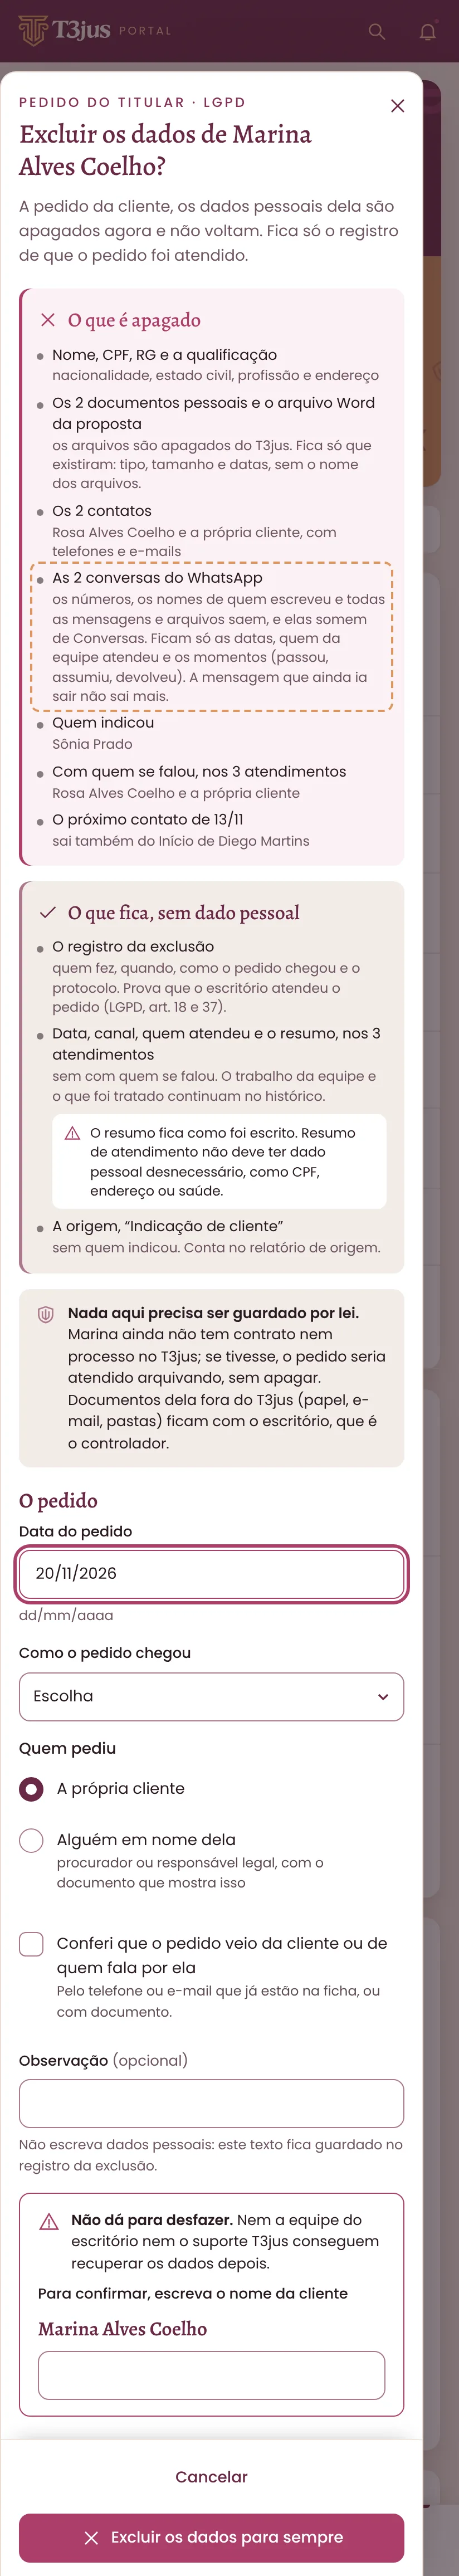 T3jus PORTAL
PEDIDO DO TITULAR · LGPD
Excluir os dados de Marina
Alves Coelho?
A pedido da cliente, os dados pessoais dela são
apagados agora e não voltam. Fica só o registro
de que o pedido foi atendido.
O que é apagado
Nome, CPF, RG e a qualificação
nacionalidade, estado civil, profissão e endereço
Os 2 documentos pessoais e o arquivo Word
da proposta
os arquivos são apagados do T3jus. Fica só que
existiram: tipo, tamanho e datas, sem o nome
dos arquivos.
Os 2 contatos
Rosa Alves Coelho e a própria cliente, com
telefones e e-mails
As 2 conversas do WhatsApp
os números, os nomes de quem escreveu e todas
as mensagens e arquivos saem, e elas somem
de Conversas. Ficam só as datas, quem da
equipe atendeu e os momentos (passou,
assumiu, devolveu). A mensagem que ainda ia
sair não sai mais.
Quem indicou
Sônia Prado
Com quem se falou, nos 3 atendimentos
Rosa Alves Coelho e a própria cliente
O próximo contato de 13/11
sai também do Início de Diego Martins
O que fica, sem dado pessoal
O registro da exclusão
quem fez, quando, como o pedido chegou e o
protocolo. Prova que o escritório atendeu o
pedido (LGPD, art. 18 e 37).
Data, canal, quem atendeu e o resumo, nos 3
atendimentos
sem com quem se falou. O trabalho da equipe e
o que foi tratado continuam no histórico.
O resumo fica como foi escrito. Resumo
de atendimento não deve ter dado
pessoal desnecessário, como CPF,
endereço ou saúde.
A origem, “Indicação de cliente”
sem quem indicou. Conta no relatório de origem.
Nada aqui precisa ser guardado por lei.
Marina ainda não tem contrato nem
processo no T3jus; se tivesse, o pedido seria
atendido arquivando, sem apagar.
Documentos dela fora do T3jus (papel, e-
mail, pastas) ficam com o escritório, que é
o controlador.
O pedido
Data do pedido
20/11/2026
dd/mm/aaaa
Como o pedido chegou
Escolha
Quem pediu
A própria cliente
Alguém em nome dela
procurador ou responsável legal, com o
documento que mostra isso
Conferi que o pedido veio da cliente ou de
quem fala por ela
Pelo telefone ou e-mail que já estão na ficha, ou
com documento.
Observação (opcional)
Não escreva dados pessoais: este texto fica guardado no
registro da exclusão.
Não dá para desfazer. Nem a equipe do
escritório nem o suporte T3jus conseguem
recuperar os dados depois.
Para confirmar, escreva o nome da cliente
Marina Alves Coelho
Cancelar
Excluir os dados para sempre